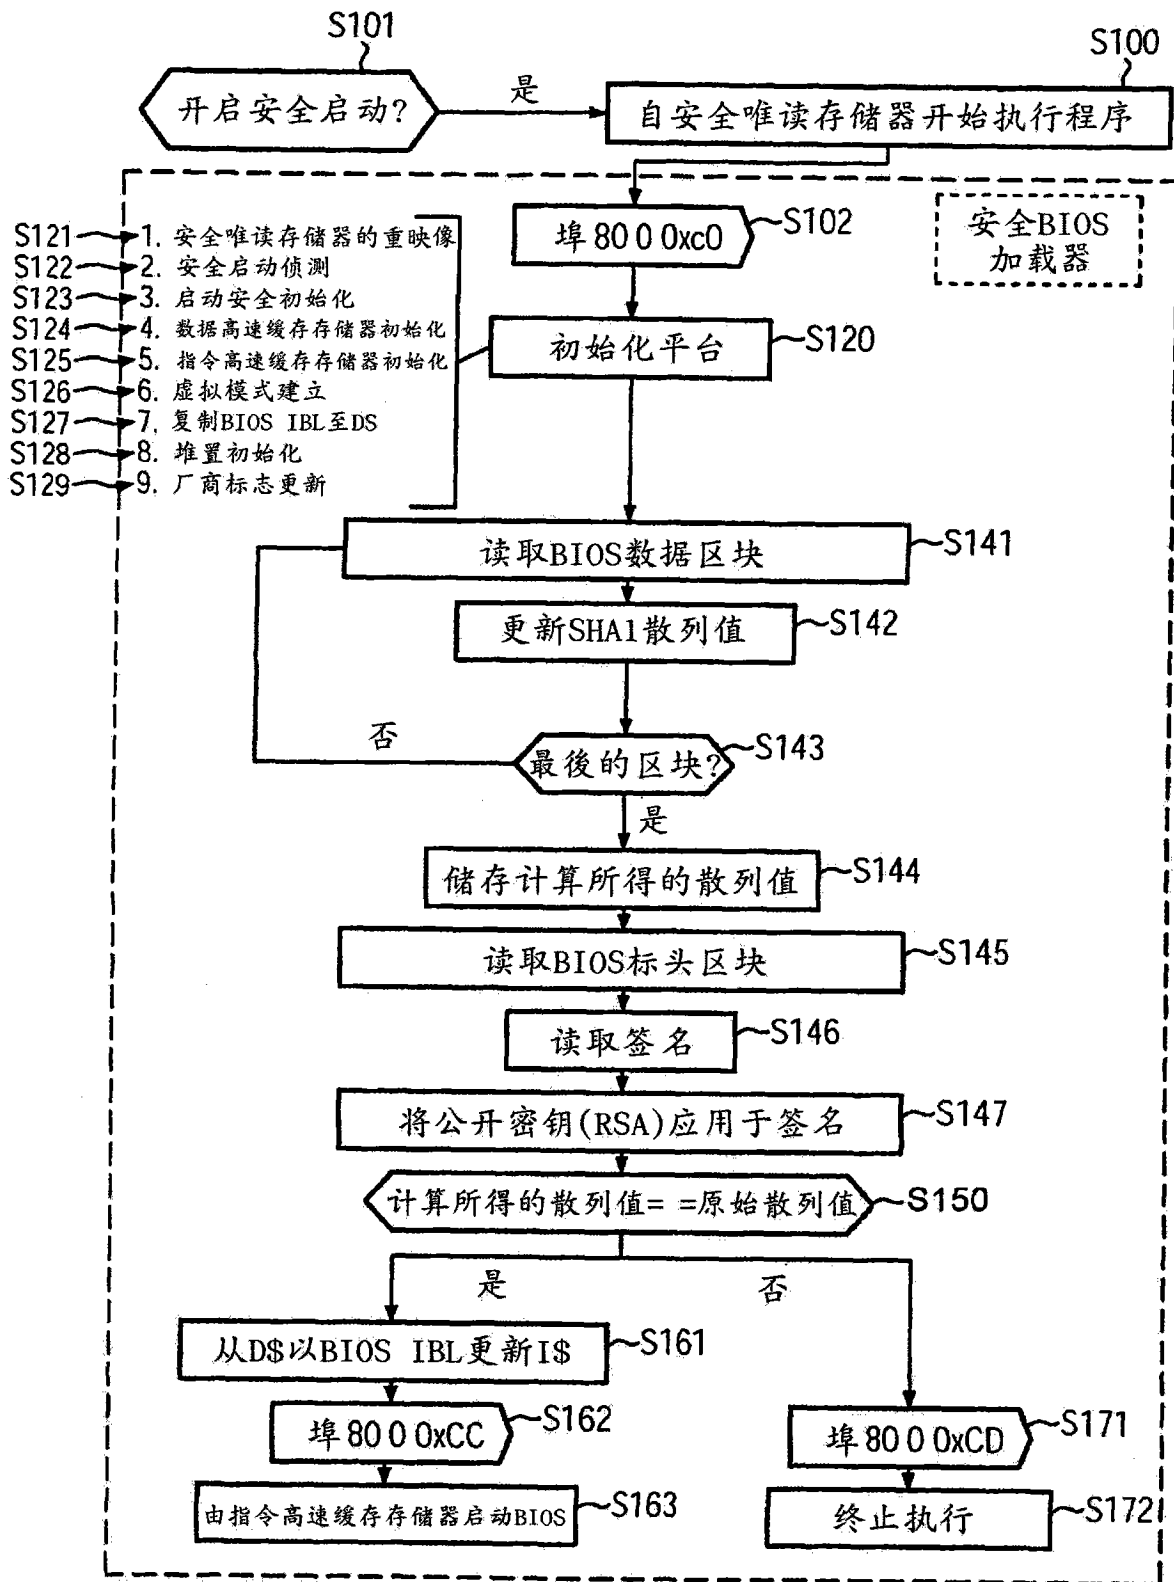 S101
开启安全启动?
是
S100
自安全唯读存储器开始执行程序
安全BIOS
加载器
埠80 0 0xc0
S102
S121
1. 安全唯读存储器的重映像
S122
2. 安全启动侦测
S123
3. 启动安全初始化
S124
4. 数据高速缓存存储器初始化
S125
5. 指令高速缓存存储器初始化
S126
6. 虚拟模式建立
S127
7. 复制BIOS IBL至DS
S128
8. 堆置初始化
S129
9. 厂商标志更新
初始化平台
S120
读取BIOS数据区块
S141
更新SHA1散列值
S142
否
最後的区块?
S143
是
储存计算所得的散列值
S144
读取BIOS标头区块
S145
读取签名
S146
将公开密钥(RSA)应用于签名
S147
计算所得的散列值= =原始散列值
S150
是
否
从D$以BIOS IBL更新I$
S161
埠80 0 0xCC
S162
由指令高速缓存存储器启动BIOS
S163
埠80 0 0xCD
S171
终止执行
S172